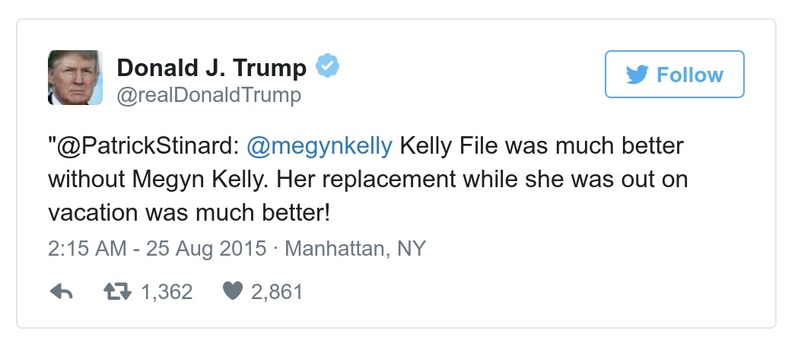 Donald J. Trump
@realDonaldTrump
Follow
"@PatrickStinard: @megynkelly Kelly File was much better
without Megyn Kelly. Her replacement while she was out on
vacation was much better!
2:15 AM - 25 Aug 2015 · Manhattan, NY
1,362 2,861